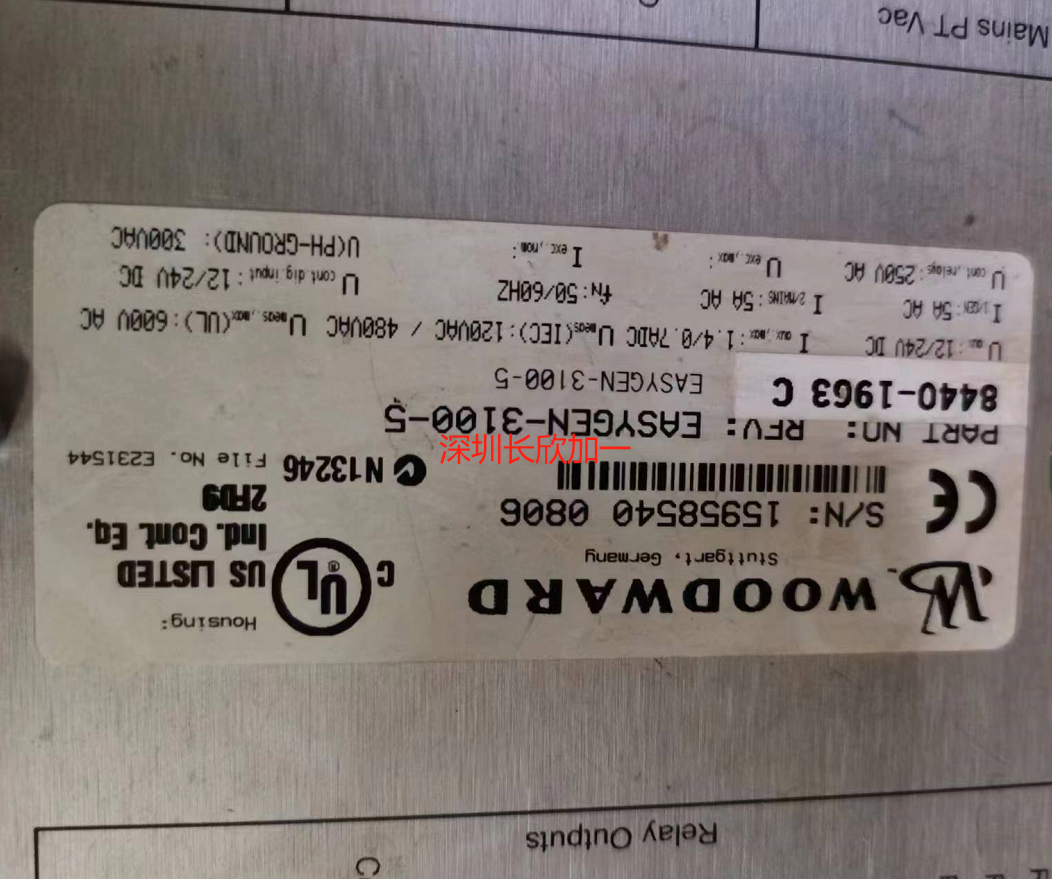 Relay Outputs
WOODWARD
Stuttgart, Germany
Housing:
C UL® US LISTED
Ind. Cont. Eq.
2FD9
CE
S/N: 15958540 0806
N13246 File No. E231544
PART NO: REV: EASYGEN-3100-5
8440-1963 C EASYGEN-3100-5
U aux: 12/24V DC I aux.,max: 1.4/0.7ADC Umeas(IEC): 120VAC / 480VAC Umeas.,max(UL): 600V AC
I 1/GEN: 5A AC I 2/MAINS: 5A AC fN: 50/60HZ U cont dig. input: 12/24V DC
U cont,relays: 250V AC U exc.,max: I exc.,nom: U(PH-GROUND): 300VAC
Mains PT Vac
深圳长欣加一